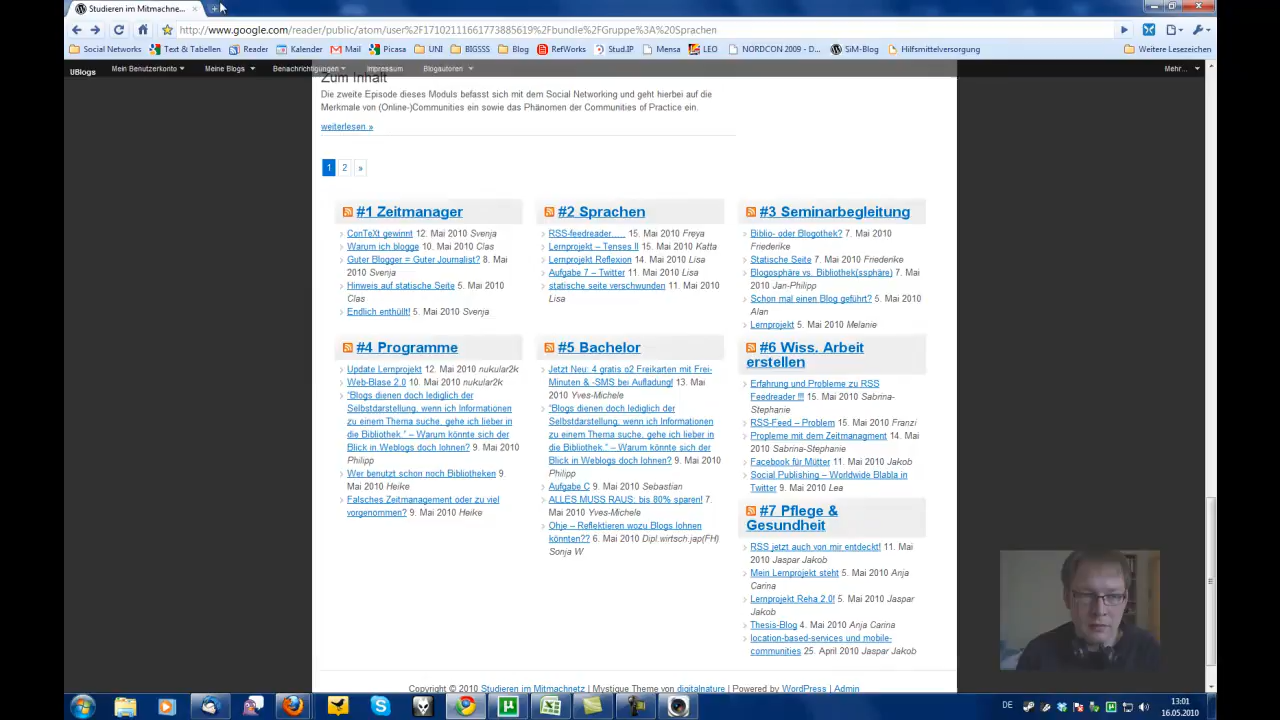 Studieren im Mitmachne...
http://www.google.com/reader/public/atom/user%2F17102111661773885619%2Fbundle%2FGruppe%3A%20Sprachen
Social Networking Text & Tabellen Reader Kalender Mail Picasa UNI BIGSSS Blog RefWorks Stud.IP Mensa LEO NORDCON 2009 - D... SiM-Blog Hilfsmittelversorgung Weitere Lesezeichen
UBlogs Mein Benutzerkonto Meine Blogs Benachrichtigungen Impressum Blogautoren Mehr...
Zum Inhalt
Die zweite Episode dieses Moduls befasst sich mit dem Social Networking und geht hierbei auf die
Merkmale von (Online-)Communities ein sowie das Phänomen der Communities of Practice ein.
weiterlesen »
1 2 »
#1 Zeitmanager
ConTeXt gewinnt 12. Mai 2010 Svenja
Warum ich blogge 10. Mai 2010 Clas
Guter Blogger = Guter Journalist? 8. Mai
2010 Svenja
Hinweis auf statische Seite 5. Mai 2010
Clas
Endlich enthüllt! 5. Mai 2010 Svenja
#2 Sprachen
RSS-feedreader..... 15. Mai 2010 Freya
Lernprojekt – Tenses II 15. Mai 2010 Katta
Lernprojekt Reflexion 14. Mai 2010 Lisa
Aufgabe 7 – Twitter 11. Mai 2010 Lisa
statische seite verschwunden 11. Mai 2010
Lisa
#3 Seminarbegleitung
Biblio- oder Blogothek? 7. Mai 2010
Friederike
Statische Seite 7. Mai 2010 Friederike
Blogosphäre vs. Bibliothek(ssphäre) 7. Mai
2010 Jan-Philipp
Schon mal einen Blog geführt? 5. Mai 2010
Alan
Lernprojekt 5. Mai 2010 Melanie
#4 Programme
Update Lernprojekt 12. Mai 2010 nukular2k
Web-Blase 2.0 10. Mai 2010 nukular2k
"Blogs dienen doch lediglich der
Selbstdarstellung, wenn ich Informationen
zu einem Thema suche, gehe ich lieber in
die Bibliothek." – Warum könnte sich der
Blick in Weblogs doch lohnen? 9. Mai 2010
Philipp
Wer benutzt schon noch Bibliotheken 9.
Mai 2010 Heike
Falsches Zeitmanagement oder zu viel
vorgenommen? 9. Mai 2010 Heike
#5 Bachelor
Jetzt Neu: 4 gratis o2 Freikarten mit Frei-
Minuten & -SMS bei Aufladung! 13. Mai
2010 Yves-Michele
"Blogs dienen doch lediglich der
Selbstdarstellung, wenn ich Informationen
zu einem Thema suche, gehe ich lieber in
die Bibliothek." – Warum könnte sich der
Blick in Weblogs doch lohnen? 9. Mai 2010
Philipp
Aufgabe C 9. Mai 2010 Sebastian
ALLES MUSS RAUS: bis 80% sparen! 7.
Mai 2010 Yves-Michele
Ohje – Reflektieren wozu Blogs lohnen
könnten?? 6. Mai 2010 Dipl.wirtsch.jap(FH)
Sonja W
#6 Wiss. Arbeit
erstellen
Erfahrung und Probleme zu RSS
Feedreader !!! 15. Mai 2010 Sabrina-
Stephanie
RSS-Feed – Problem 15. Mai 2010 Franzi
Propleme mit dem Zeitmanagment 14. Mai
2010 Sabrina-Stephanie
Facebook für Mütter 11. Mai 2010 Jakob
Social Publishing – Worldwide Blabla in
Twitter 9. Mai 2010 Lea
#7 Pflege &
Gesundheit
RSS jetzt auch von mir entdeckt! 11. Mai
2010 Jaspar Jakob
Mein Lernprojekt steht 5. Mai 2010 Anja
Carina
Lernprojekt Reha 2.0! 5. Mai 2010 Jaspar
Jakob
Thesis-Blog 4. Mai 2010 Anja Carina
location-based-services und mobile-
communities 25. April 2010 Jaspar Jakob
Copyright © 2010 Studieren im Mitmachnetz | Mystique Theme von digitalnature | Powered by WordPress | Admin
DE 13:01
16.05.2010